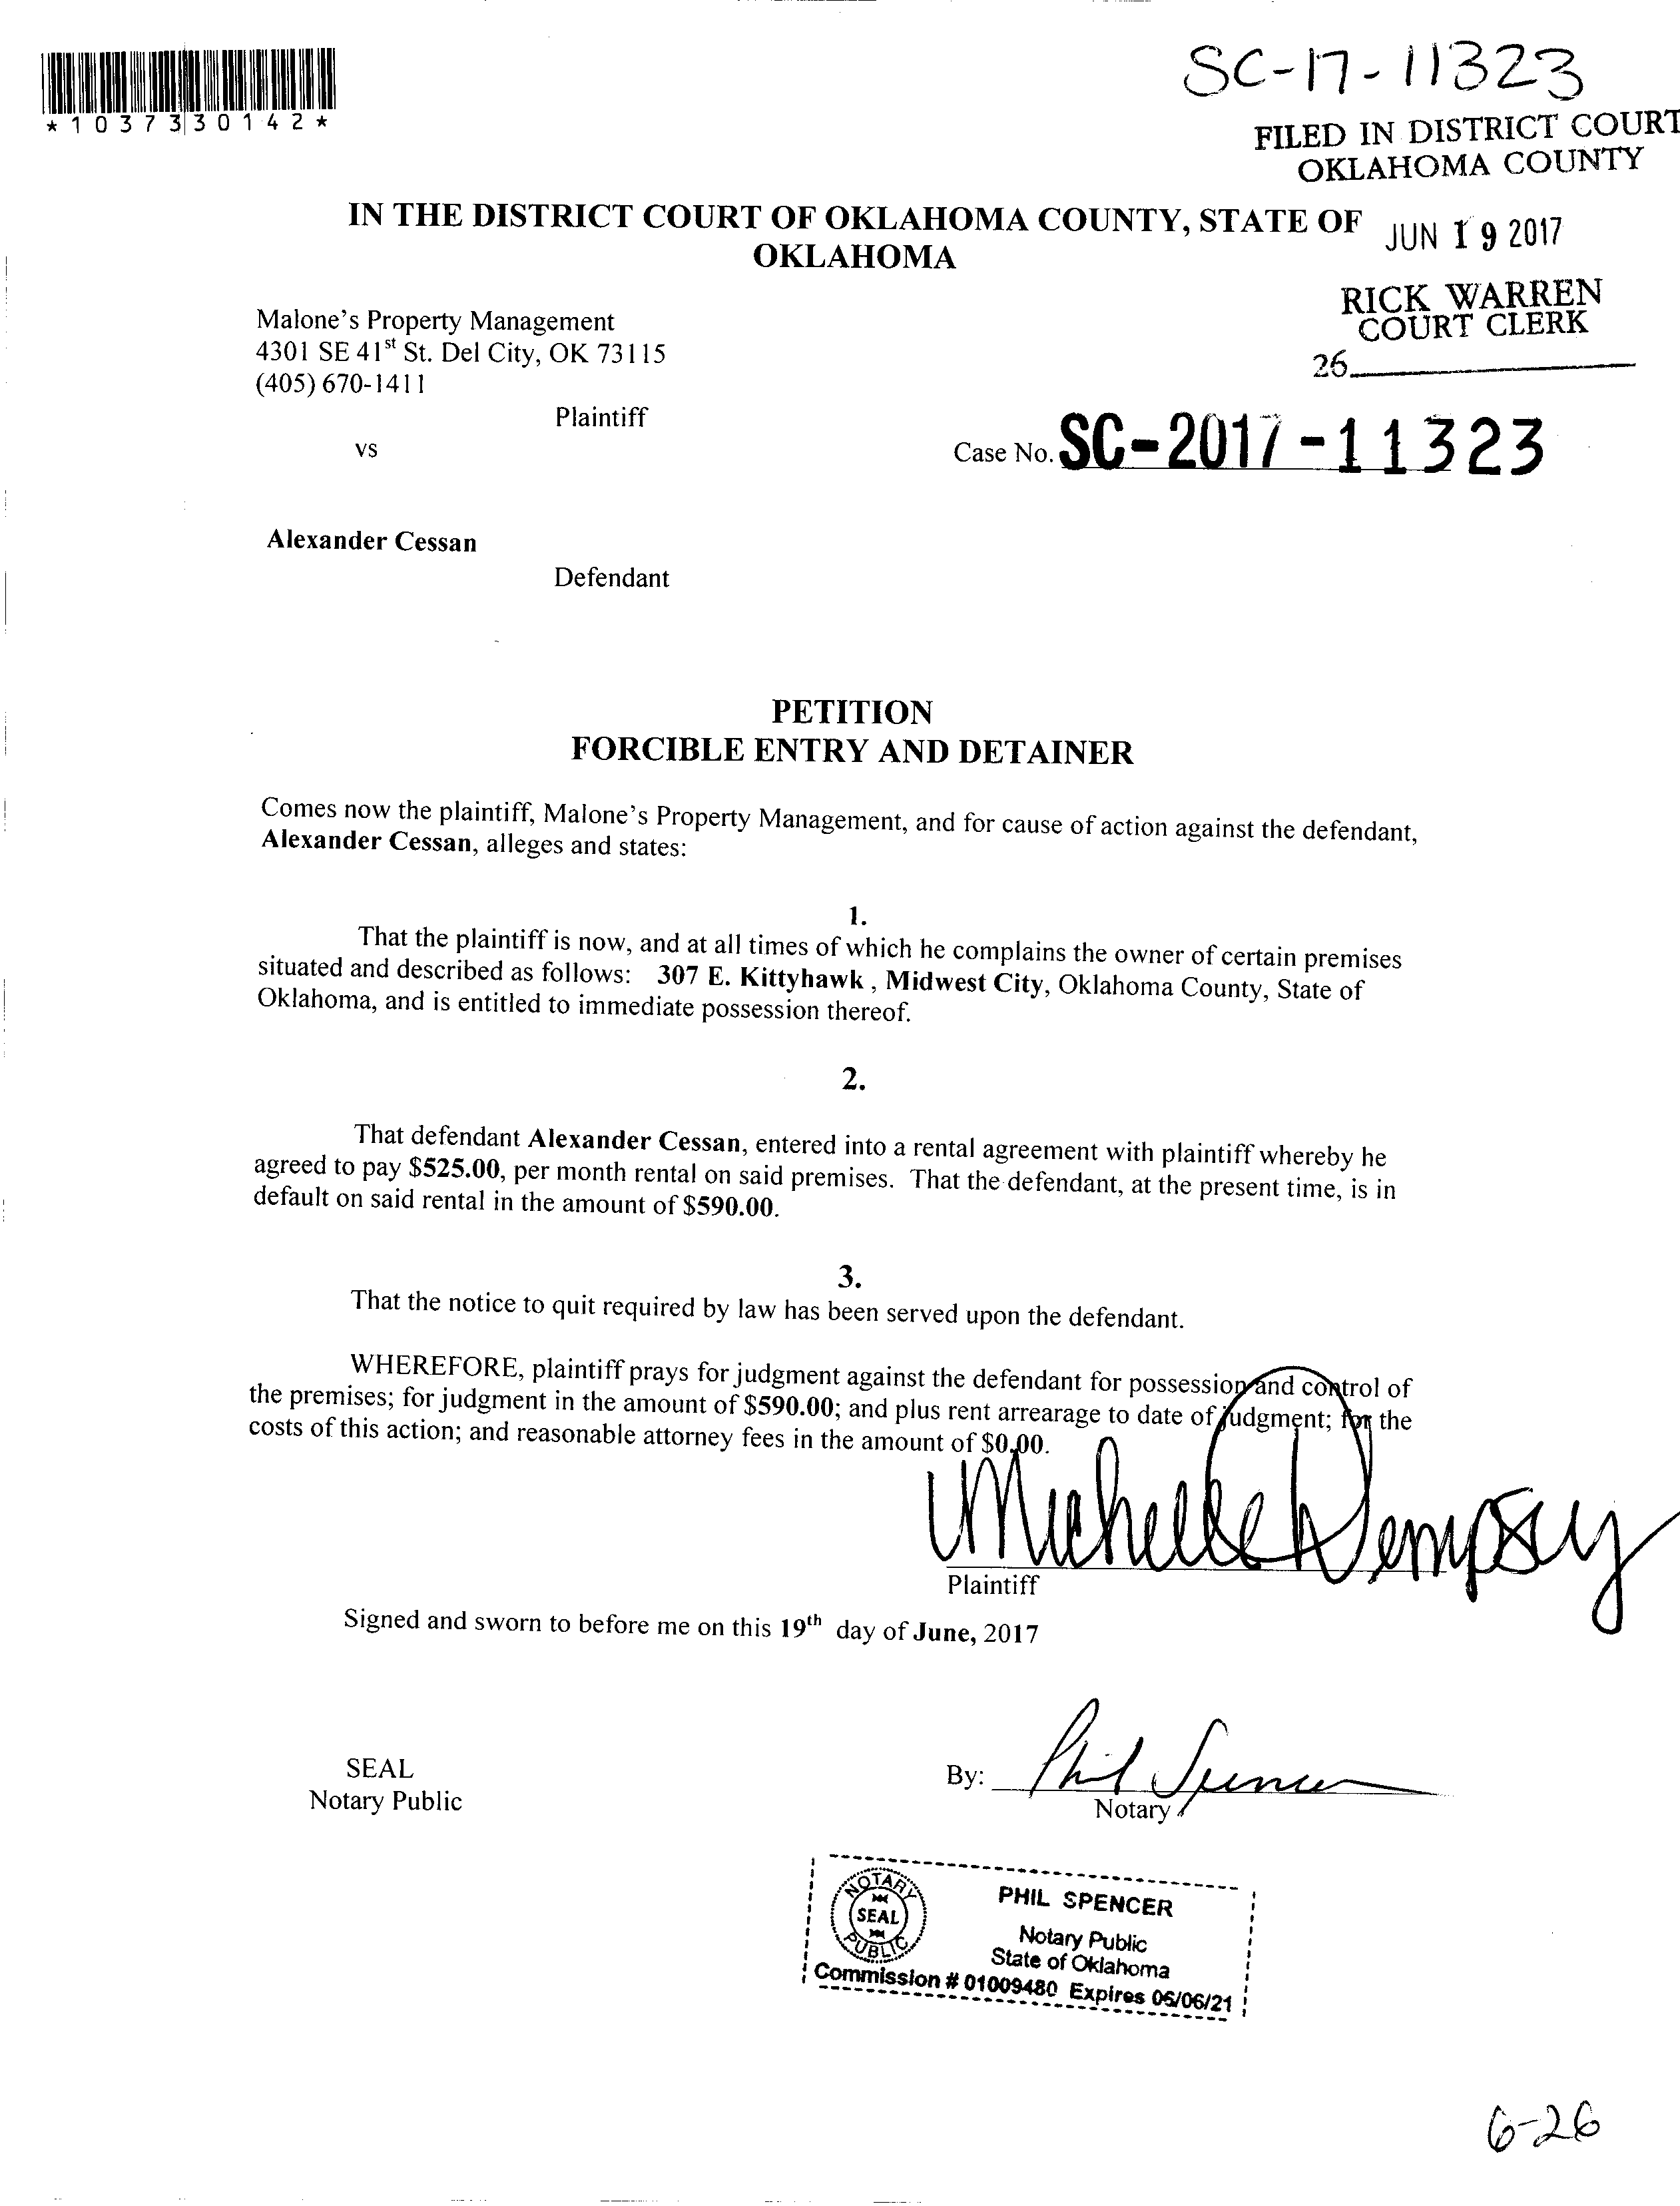 SC-17-11323
*1037330142*
FILED IN DISTRICT COURT
OKLAHOMA COUNTY
IN THE DISTRICT COURT OF OKLAHOMA COUNTY, STATE OF
OKLAHOMA
JUN 19 2017
RICK WARREN
COURT CLERK
26
Malone's Property Management
4301 SE 41st St. Del City, OK 73115
(405) 670-1411
Plaintiff
vs
Case No. SC-2017-11323
Alexander Cessan
Defendant
PETITION
FORCIBLE ENTRY AND DETAINER
Comes now the plaintiff, Malone's Property Management, and for cause of action against the defendant,
Alexander Cessan, alleges and states:
1.
That the plaintiff is now, and at all times of which he complains the owner of certain premises
situated and described as follows: 307 E. Kittyhawk , Midwest City, Oklahoma County, State of
Oklahoma, and is entitled to immediate possession thereof.
2.
That defendant Alexander Cessan, entered into a rental agreement with plaintiff whereby he
agreed to pay $525.00, per month rental on said premises. That the defendant, at the present time, is in
default on said rental in the amount of $590.00.
3.
That the notice to quit required by law has been served upon the defendant.
WHEREFORE, plaintiff prays for judgment against the defendant for possession and control of
the premises; for judgment in the amount of $590.00; and plus rent arrearage to date of judgment; for the
costs of this action; and reasonable attorney fees in the amount of $0.00.
Michelle Dempsey
Plaintiff
Signed and sworn to before me on this 19th day of June, 2017
SEAL
Notary Public
By: Phil Spencer
Notary
NOTARY
SEAL
PUBLIC
PHIL SPENCER
Notary Public
State of Oklahoma
Commission # 01009480 Expires 06/06/21
6-26